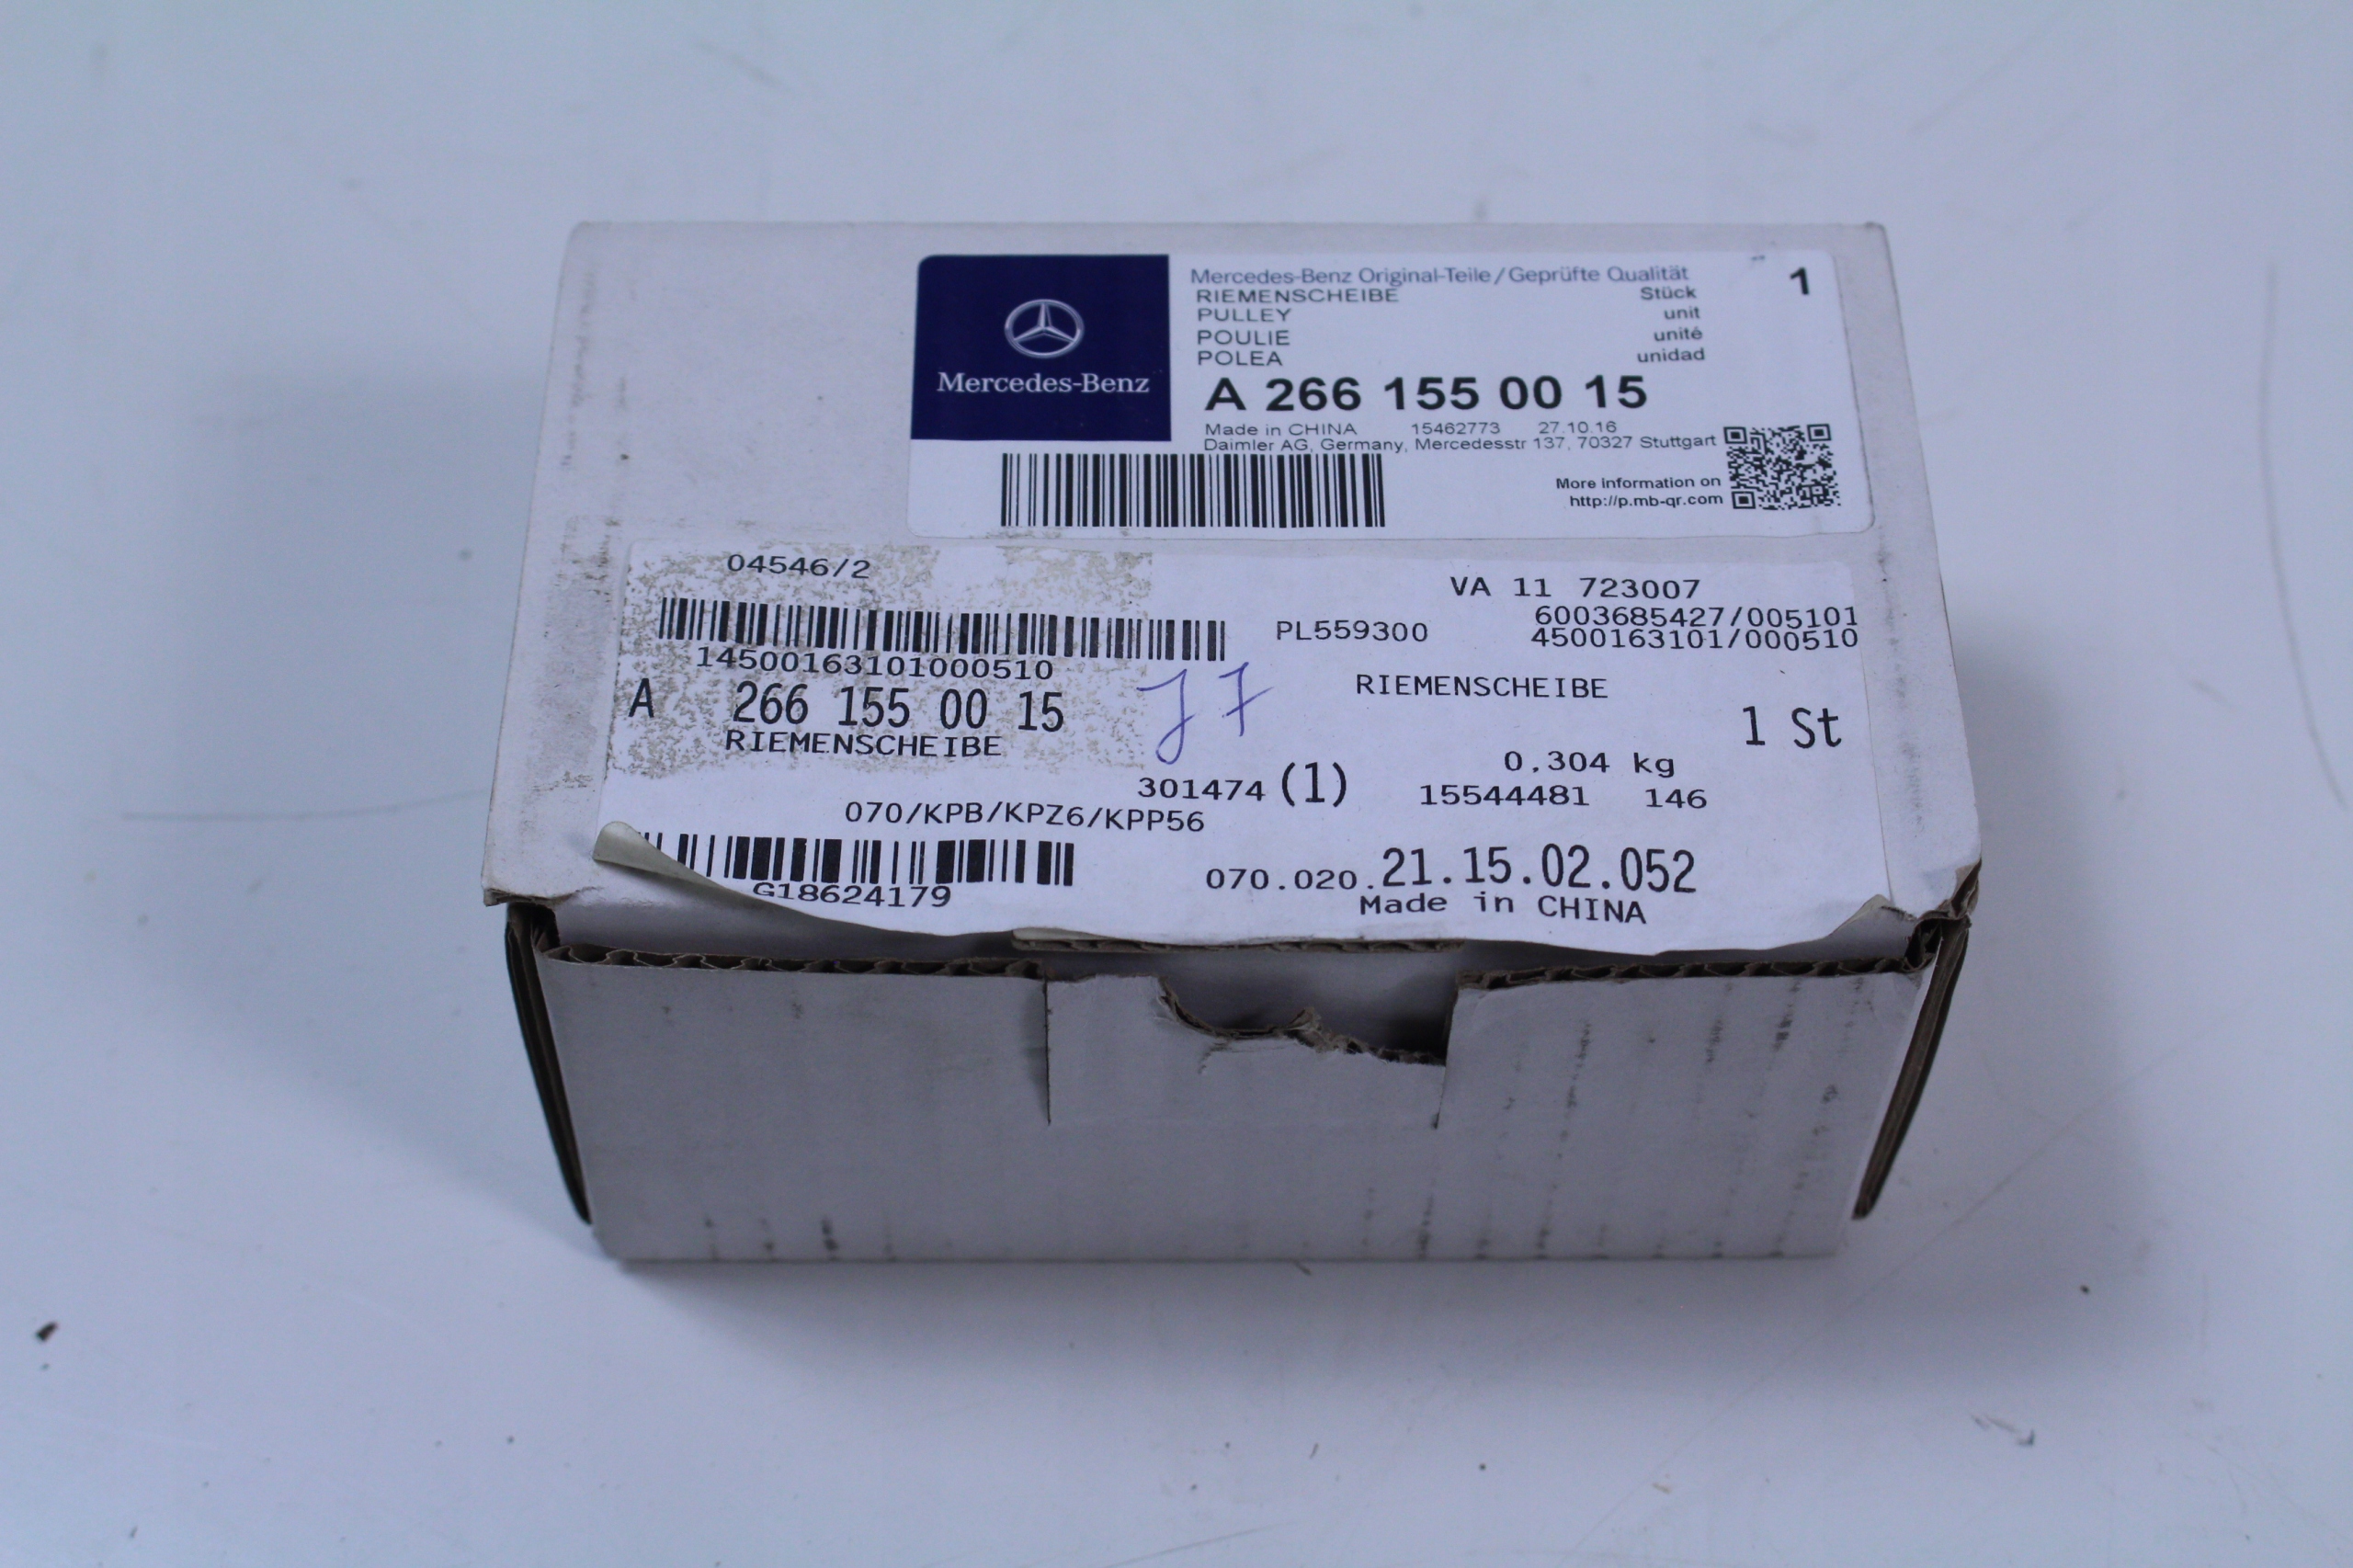 Mercedes-Benz
Mercedes-Benz Original-Teile/Geprüfte Qualität
RIEMENSCHEIBE Stück 1
PULLEY unit
POULIE unité
POLEA unidad
A 266 155 00 15
Made in CHINA 15462773 27.10.16
Daimler AG, Germany, Mercedesstr 137, 70327 Stuttgart
More information on
http://p.mb-qr.com
04546/2
VA 11 723007
6003685427/005101
PL559300 4500163101/000510
14500163101000510
A 266 155 00 15
RIEMENSCHEIBE
RIEMENSCHEIBE
1 St
0,304 kg
301474 (1) 15544481 146
070/KPB/KPZ6/KPP56
G18624179
070.020.21.15.02.052
Made in CHINA